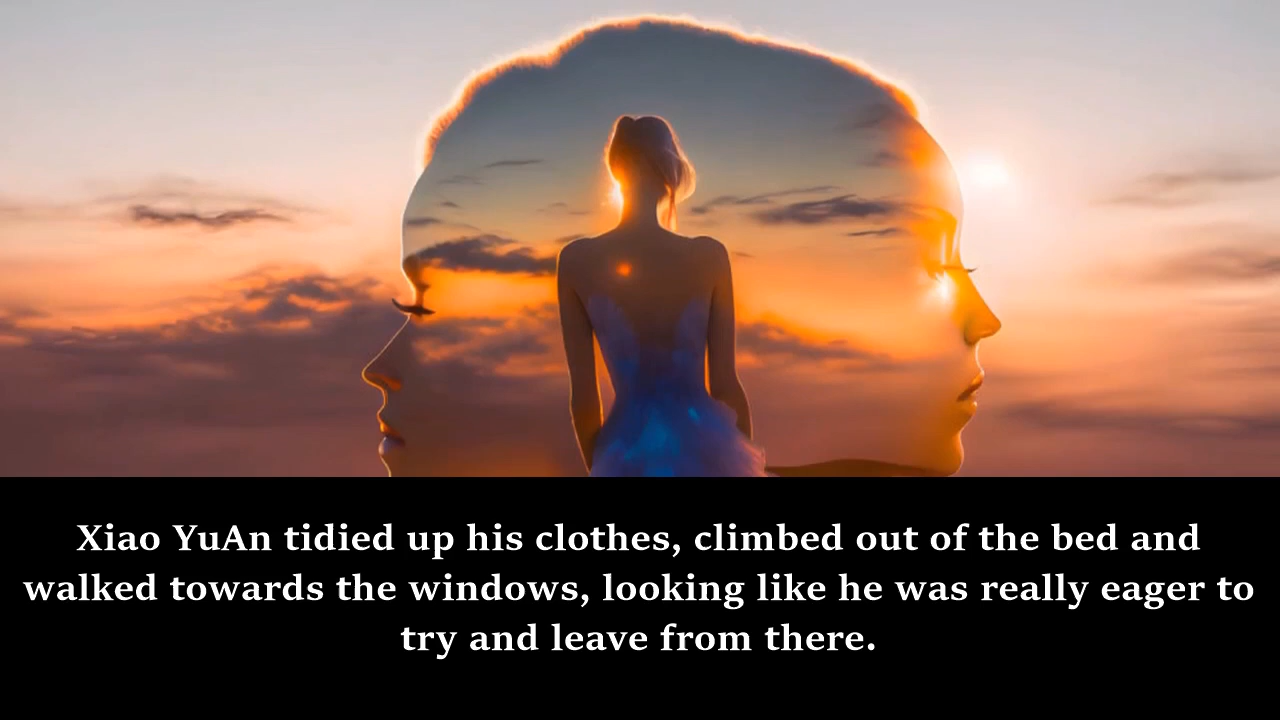 Xiao YuAn tidied up his clothes, climbed out of the bed and
walked towards the windows, looking like he was really eager to
try and leave from there.